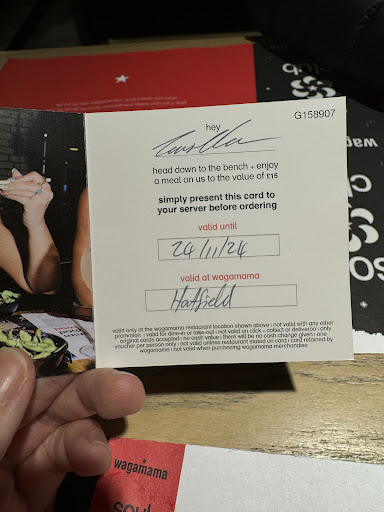 G158907
hey
head down to the bench + enjoy
a meal on us to the value of £15
simply present this card to
your server before ordering
valid until
24/11/24
valid at wagamama
Hatfield
valid only at the wagamama restaurant location shown above : not valid with any other
promotion : valid for dine-in or take-out : not valid on click + collect or deliveroo : only
original cards accepted : no cash value : there will be no cash change given : one
voucher per person only : not valid unless restaurant stated on card : card retained by
wagamama : not valid when purchasing wagamama merchandise
wagamama
soul